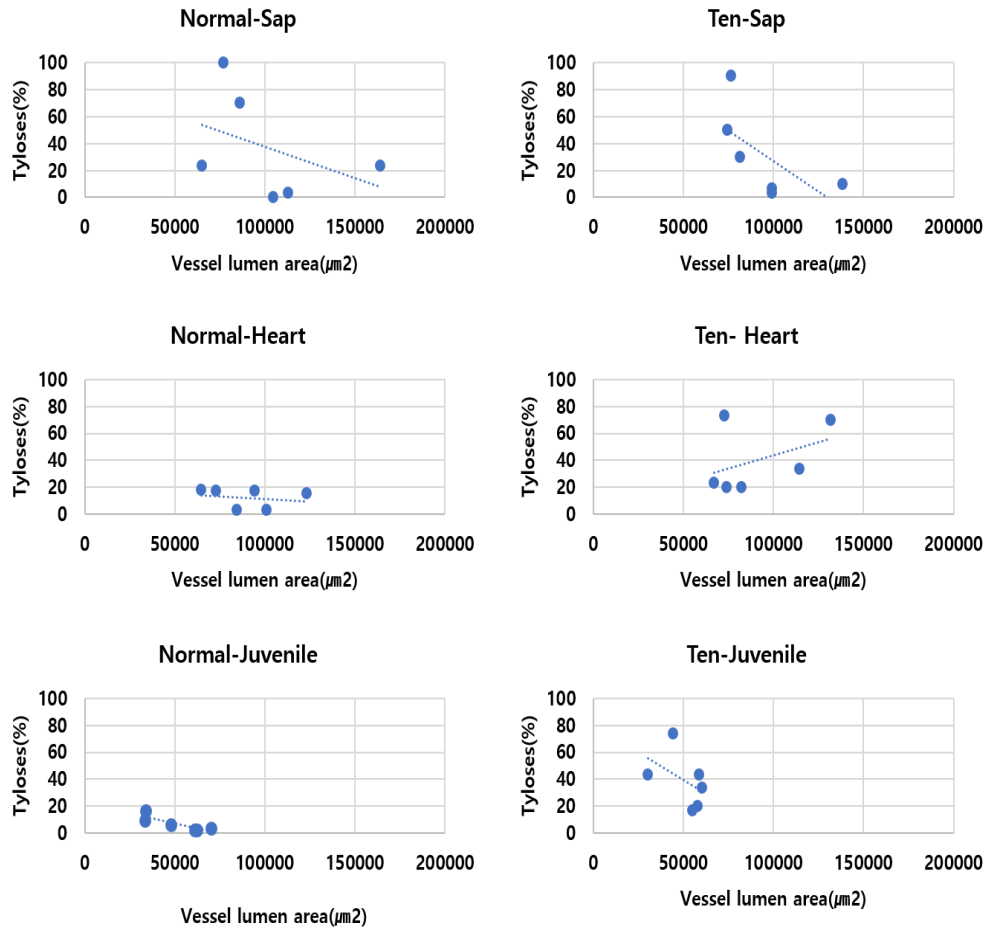 Normal-Sap
Tyloses(%)
100
80
60
40
20
0
0 50000 100000 150000 200000
Vessel lumen area(㎛2)
Ten-Sap
Tyloses(%)
100
80
60
40
20
0
0 50000 100000 150000 200000
Vessel lumen area(㎛2)
Normal-Heart
Tyloses(%)
100
80
60
40
20
0
0 50000 100000 150000 200000
Vessel lumen area(㎛2)
Ten- Heart
Tyloses(%)
100
80
60
40
20
0
0 50000 100000 150000 200000
Vessel lumen area(㎛2)
Normal-Juvenile
Tyloses(%)
100
80
60
40
20
0
0 50000 100000 150000 200000
Vessel lumen area(㎛2)
Ten-Juvenile
Tyloses(%)
100
80
60
40
20
0
0 50000 100000 150000 200000
Vessel lumen area(㎛2)